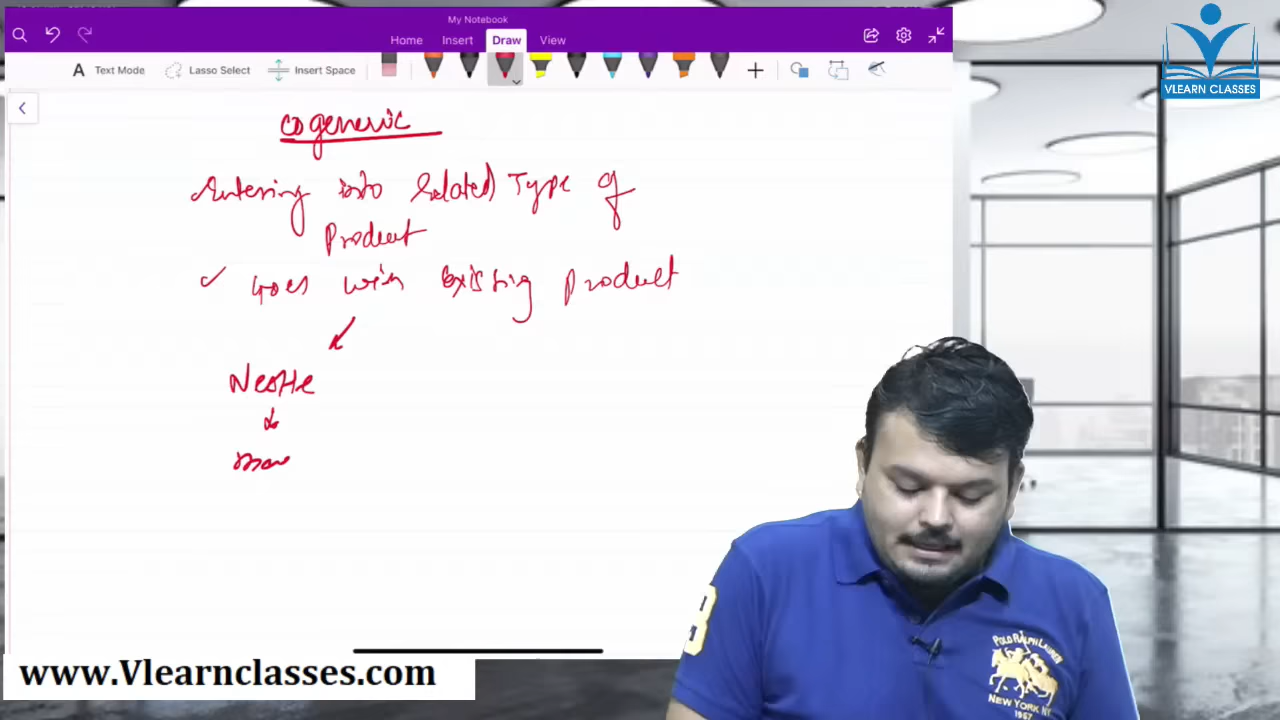 My Notebook
Home Insert Draw View
Text Mode Lasso Select Insert Space
cogeneric
Entering into Related Type of
Product
✓ Goes with existing product
Nestle
VLEARN CLASSES
POLO RALPH LAUREN
NEW YORK NY
1967
www.Vlearnclasses.com